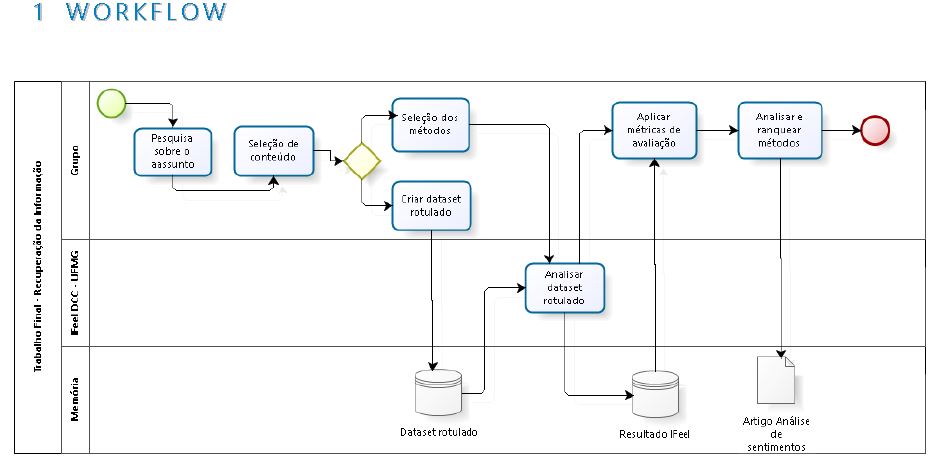 1 WORKFLOW
Trabalho Final - Recuperação da Informação
Grupo
Pesquisa
sobre o
aassunto
Seleção de
conteúdo
Seleção dos
métodos
Criar dataset
rotulado
Aplicar
métricas de
avaliação
Analisar e
ranquear
métodos
IFeel DCC - UFMG
Analisar
dataset
rotulado
Memória
Dataset rotulado
Resultado IFeel
Artigo Análise
de
sentimentos